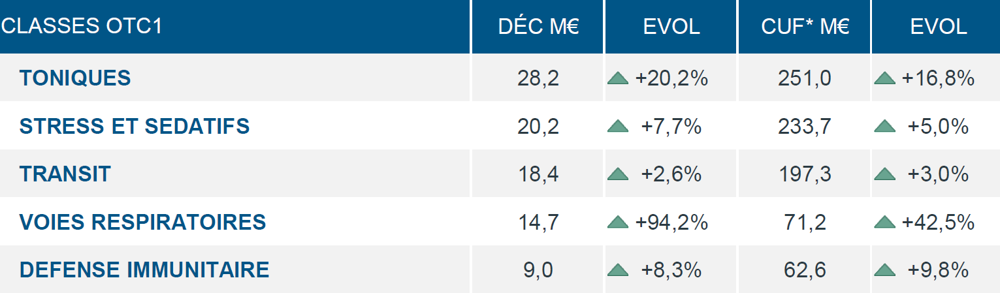 CLASSES OTC1 DÉC M€ EVOL CUF* M€ EVOL
TONIQUES 28,2 +20,2% 251,0 +16,8%
STRESS ET SEDATIFS 20,2 +7,7% 233,7 +5,0%
TRANSIT 18,4 +2,6% 197,3 +3,0%
VOIES RESPIRATOIRES 14,7 +94,2% 71,2 +42,5%
DEFENSE IMMUNITAIRE 9,0 +8,3% 62,6 +9,8%